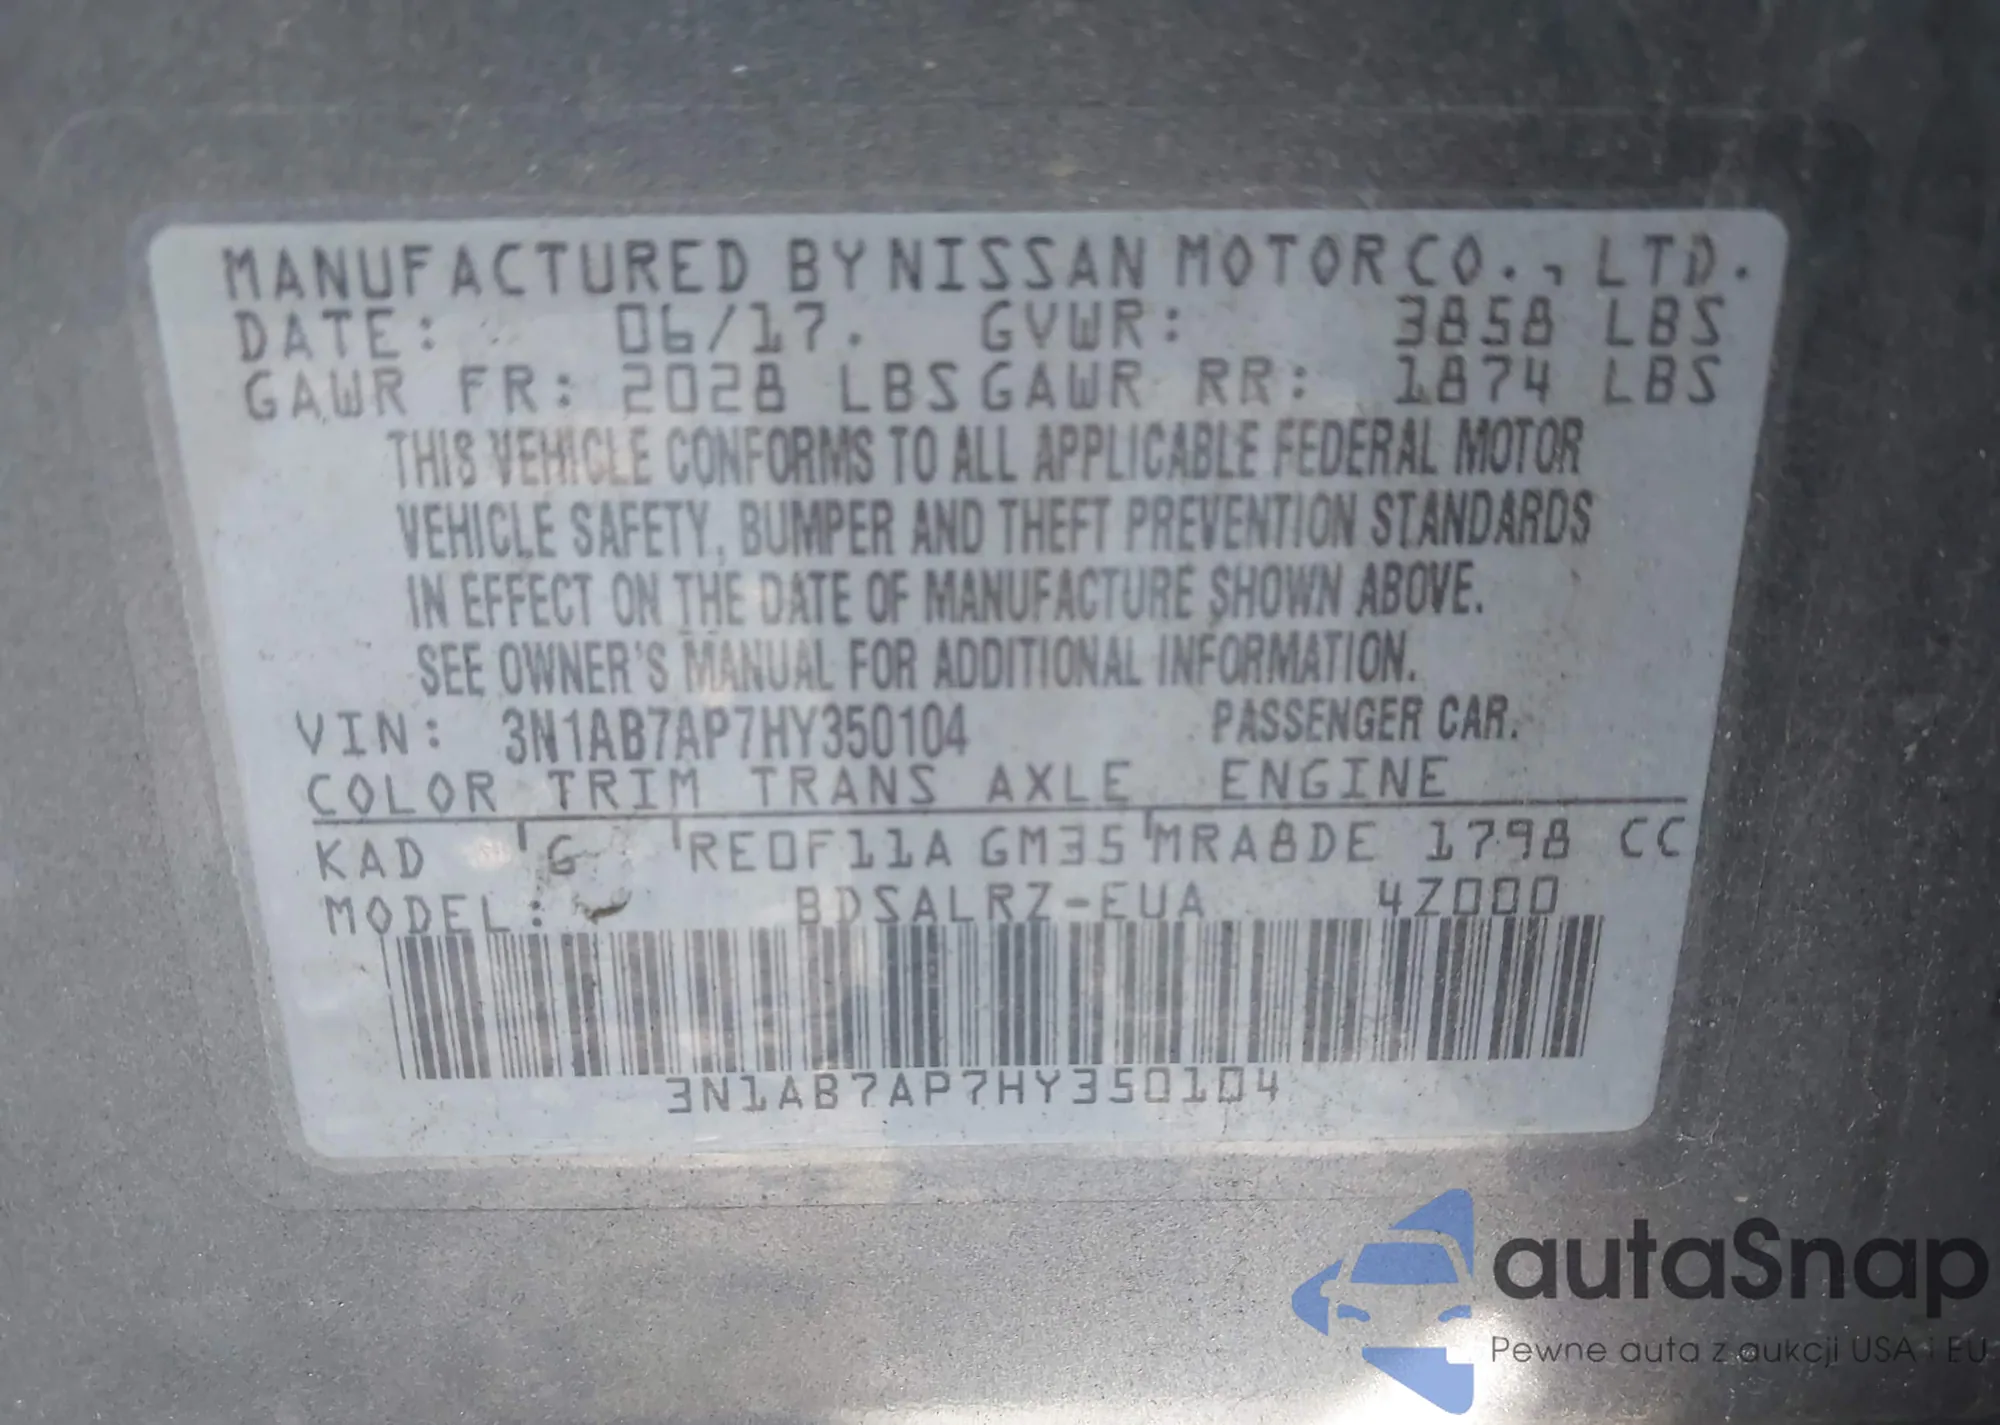 MANUFACTURED BY NISSAN MOTOR CO., LTD.
DATE: 06/17. GVWR: 3858 LBS
GAWR FR: 2028 LBS GAWR RR: 1874 LBS
THIS VEHICLE CONFORMS TO ALL APPLICABLE FEDERAL MOTOR
VEHICLE SAFETY, BUMPER AND THEFT PREVENTION STANDARDS
IN EFFECT ON THE DATE OF MANUFACTURE SHOWN ABOVE.
SEE OWNER'S MANUAL FOR ADDITIONAL INFORMATION.
VIN: 3N1AB7AP7HY350104 PASSENGER CAR.
COLOR TRIM TRANS AXLE ENGINE
KAD G RE0F11A GM35 MRA8DE 1798 CC
MODEL: BDSALRZ-EUA 4Z000
3N1AB7AP7HY350104
autaSnap
Pewne auta z aukcji USA i EU